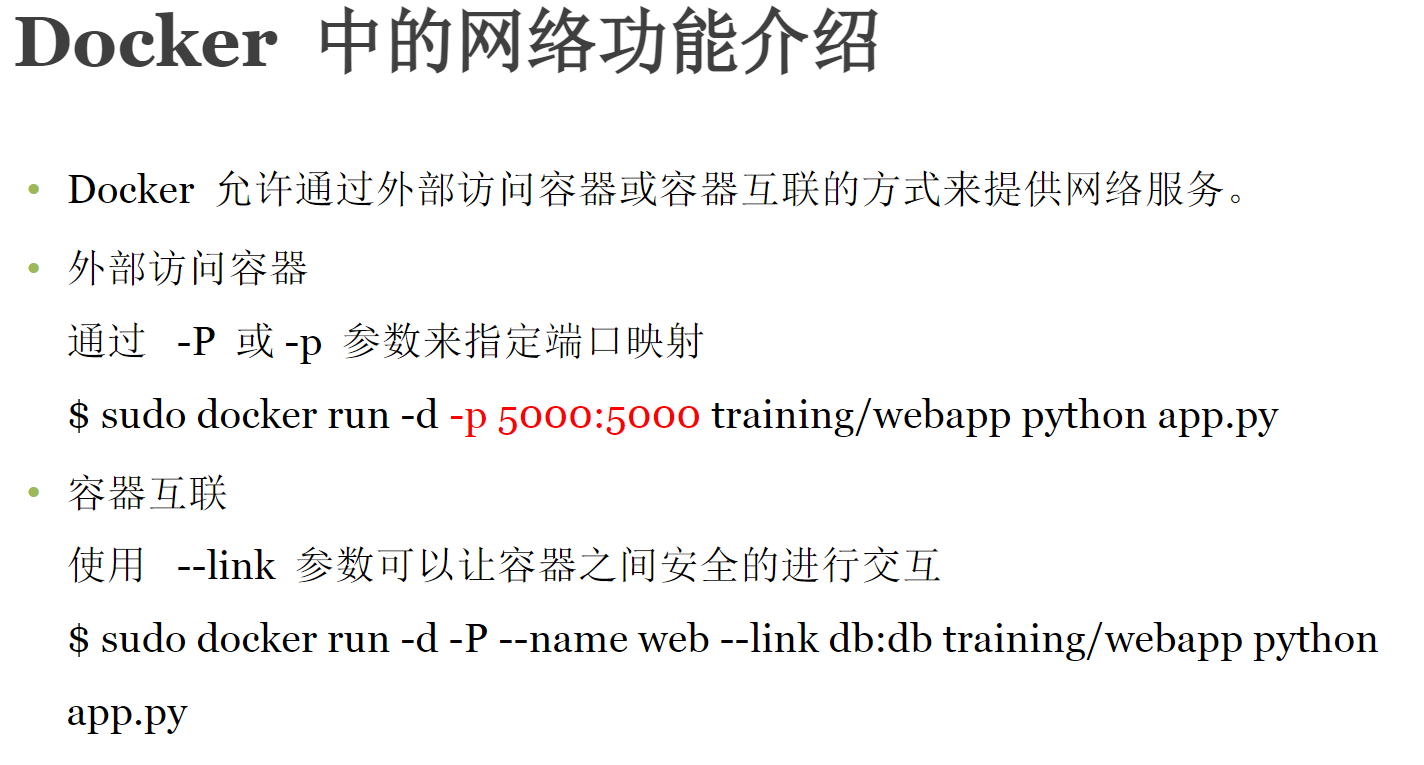 Docker 中的网络功能介绍
• Docker 允许通过外部访问容器或容器互联的方式来提供网络服务。
• 外部访问容器
通过 -P 或 -p 参数来指定端口映射
$ sudo docker run -d -p 5000:5000 training/webapp python app.py
• 容器互联
使用 --link 参数可以让容器之间安全的进行交互
$ sudo docker run -d -P --name web --link db:db training/webapp python
app.py